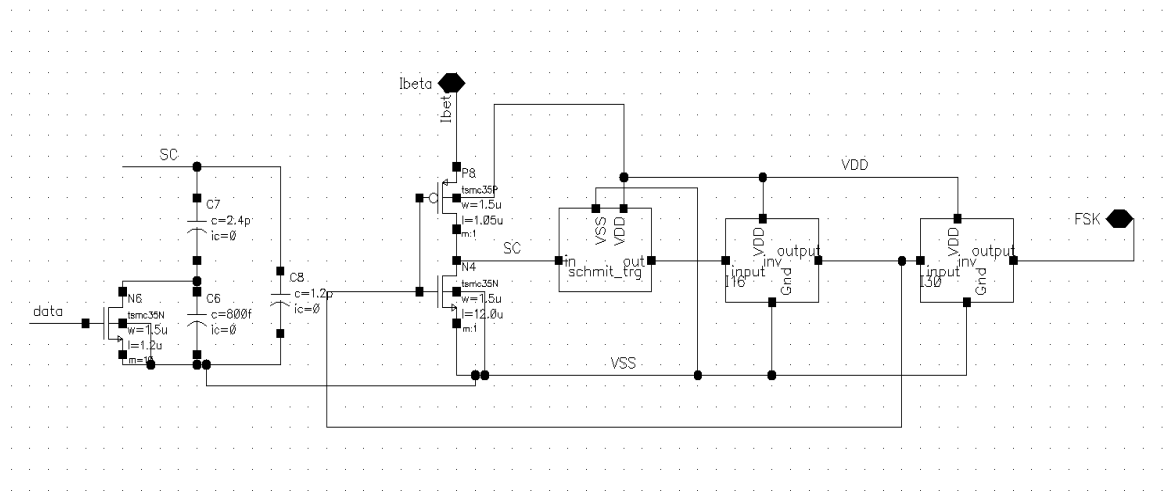 Ibeta
Ibet
SC
C7
c=2.4p
ic=0
P8
tsmc35P
w=1.5u
l=1.05u
m:1
VDD
SC
VSS
VDD
in
out
schmit_trg
VDD
output
inv
input
I16
Gnd
VDD
output
inv
input
I30
Gnd
FSK
N4
tsmc35N
w=1.5u
l=12.0u
m:1
C8
c=1.2p
ic=0
data
N6
tsmc35N
w=1.5u
l=1.2u
C6
c=800f
ic=0
VSS